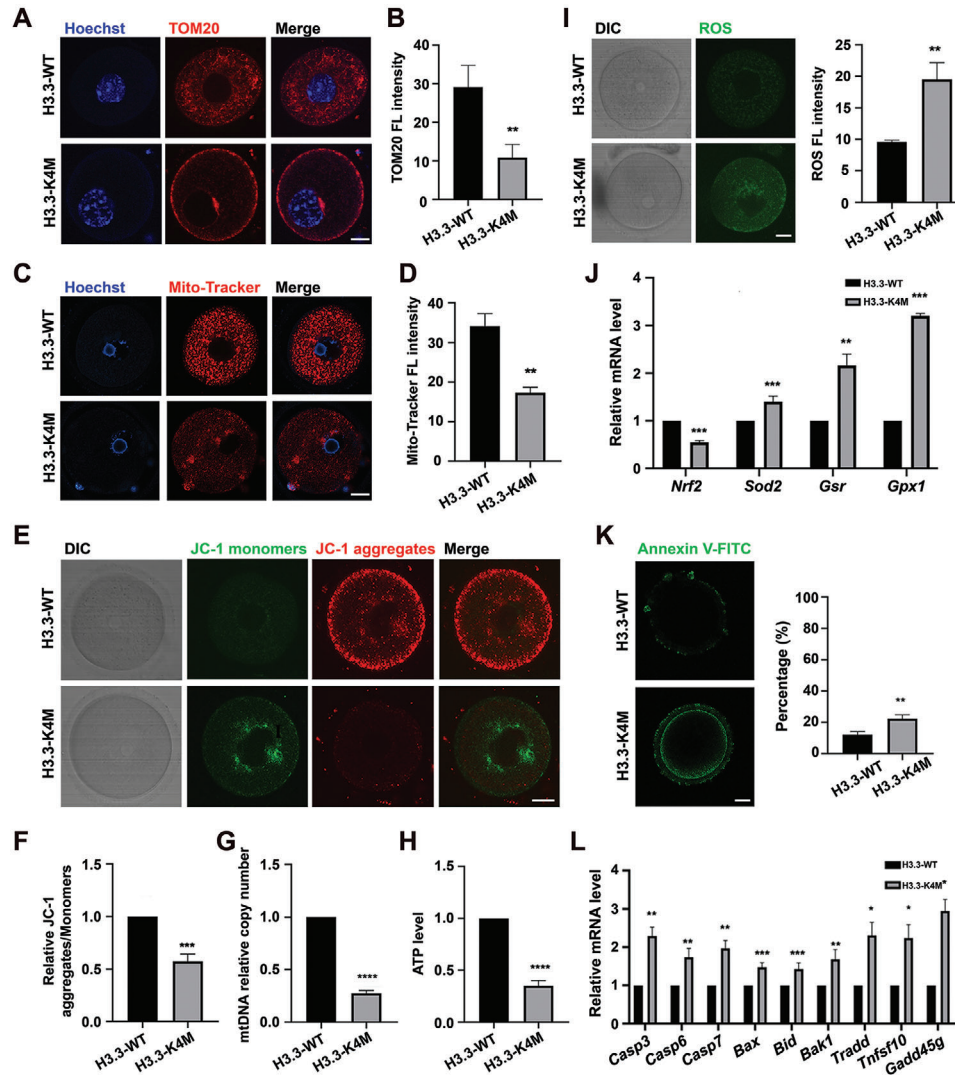 A
Hoechst TOM20 Merge
H3.3-WT
H3.3-K4M
B
TOM20 FL intensity
40
30
20
10
0
**
H3.3-WT
H3.3-K4M
C
Hoechst Mito-Tracker Merge
H3.3-WT
H3.3-K4M
D
Mito-Tracker FL intensity
40
30
20
10
0
**
H3.3-WT
H3.3-K4M
E
DIC JC-1 monomers JC-1 aggregates Merge
H3.3-WT
H3.3-K4M
F
Relative JC-1
aggregates/Monomers
1.5
1.0
0.5
0.0
***
H3.3-WT
H3.3-K4M
G
mtDNA relative copy number
1.5
1.0
0.5
0.0
****
H3.3-WT
H3.3-K4M
H
ATP level
1.5
1.0
0.5
0.0
****
H3.3-WT
H3.3-K4M
I
DIC ROS
H3.3-WT
H3.3-K4M
ROS FL intensity
25
20
15
10
5
0
**
H3.3-WT
H3.3-K4M
J
Relative mRNA level
4
3
2
1
0
H3.3-WT
H3.3-K4M
*** *** ** ***
Nrf2 Sod2 Gsr Gpx1
K
Annexin V-FITC
H3.3-WT
H3.3-K4M
Percentage (%)
100
80
60
40
20
0
**
H3.3-WT
H3.3-K4M
L
Relative mRNA level
4
3
2
1
0
H3.3-WT
H3.3-K4M*
** ** ** *** *** ** * *
Casp3 Casp6 Casp7 Bax Bid Bak1 Tradd Tnfsf10 Gadd45g